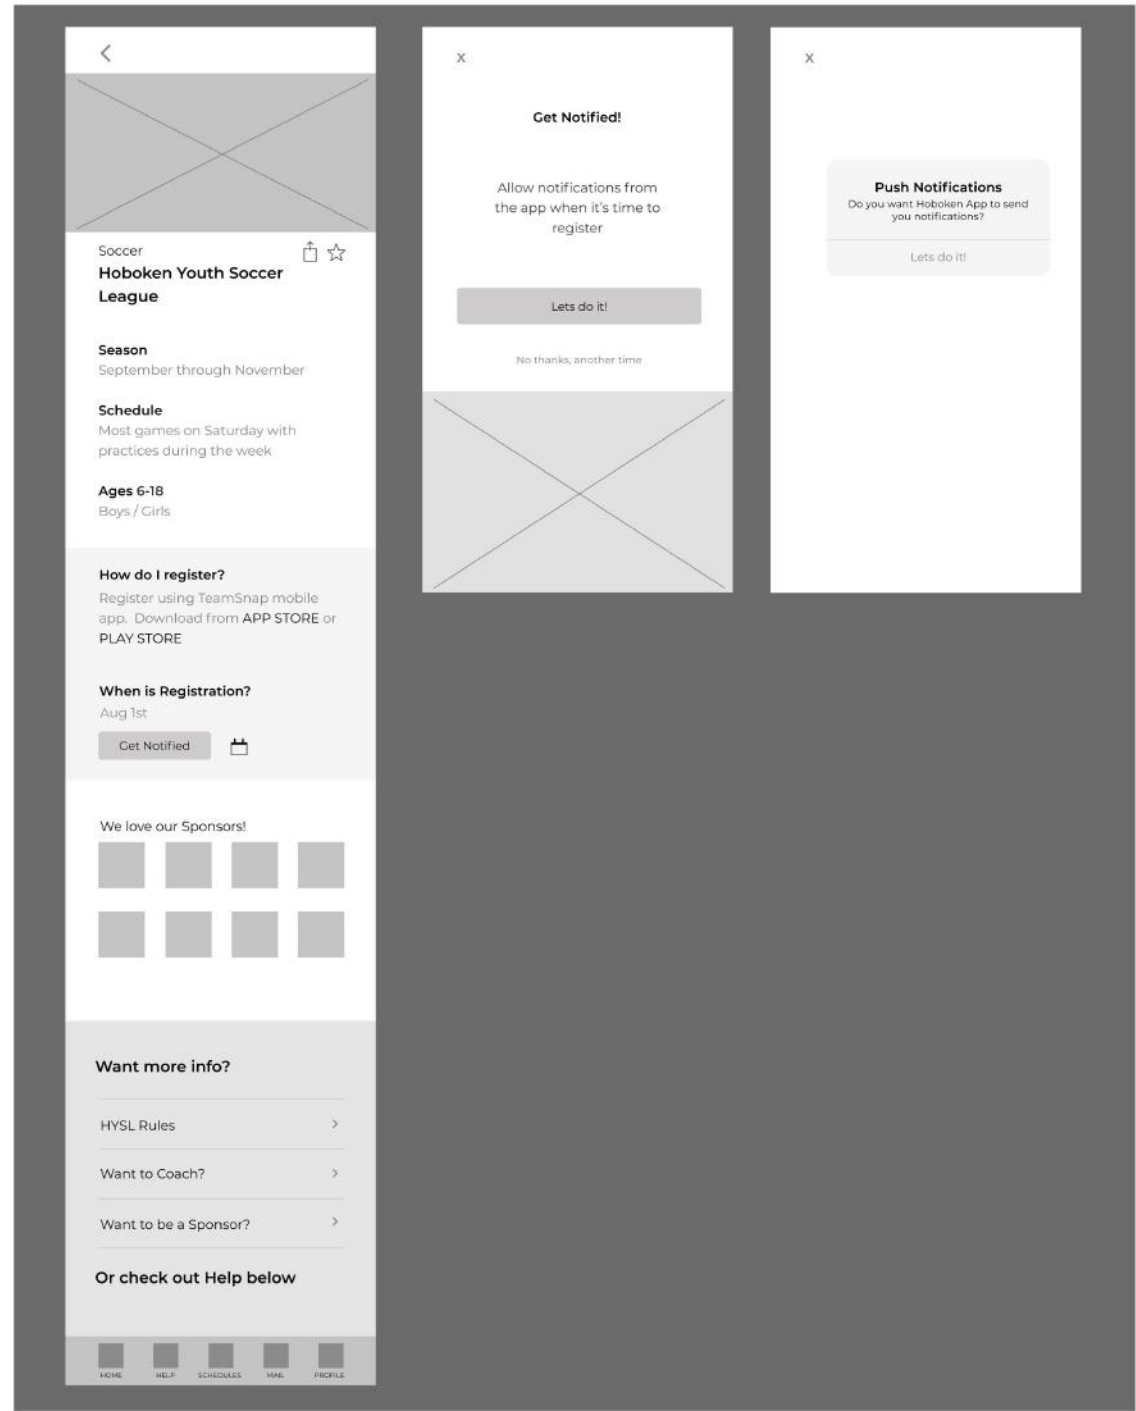 Soccer
Hoboken Youth Soccer
League
Season
September through November
Schedule
Most games on Saturday with
practices during the week
Ages 6-18
Boys / Girls
How do I register?
Register using TeamSnap mobile
app. Download from APP STORE or
PLAY STORE
When is Registration?
Aug 1st
Get Notified
We love our Sponsors!
Want more info?
HYSL Rules
Want to Coach?
Want to be a Sponsor?
Or check out Help below
HOME HELP SCHEDULES MAIL PROFILE
x
Get Notified!
Allow notifications from
the app when it's time to
register
Lets do it!
No thanks, another time
x
Push Notifications
Do you want Hoboken App to send
you notifications?
Lets do it!